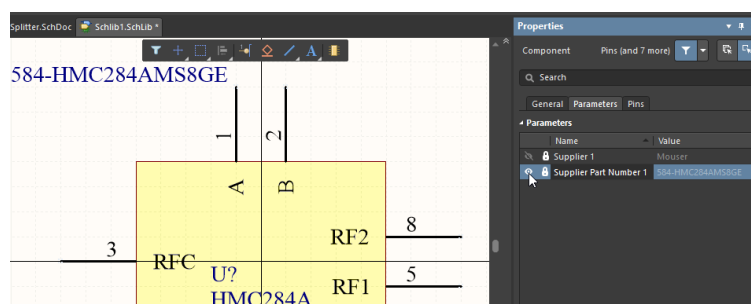 Splitter.SchDoc Schlib1.SchLib *
Properties
Component Pins (and 7 more)
Search
General Parameters Pins
Parameters
Name Value
Supplier 1 Mouser
Supplier Part Number 1 584-HMC284AMS8GE
A
584-HMC284AMS8GE
1
2
A
B
3
RFC
RF2
8
U?
HMC284A
RF1
5